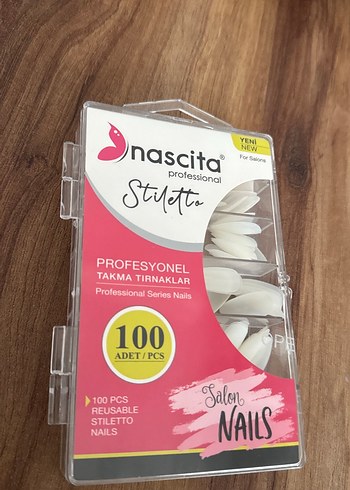 YENİ
NEW
For Salons
nascita®
professional
Stiletto
PROFESYONEL
TAKMA TIRNAKLAR
Professional Series Nails
100
ADET / PCS
100 PCS
REUSABLE
STILETTO
NAILS
Salon
NAILS
OPE